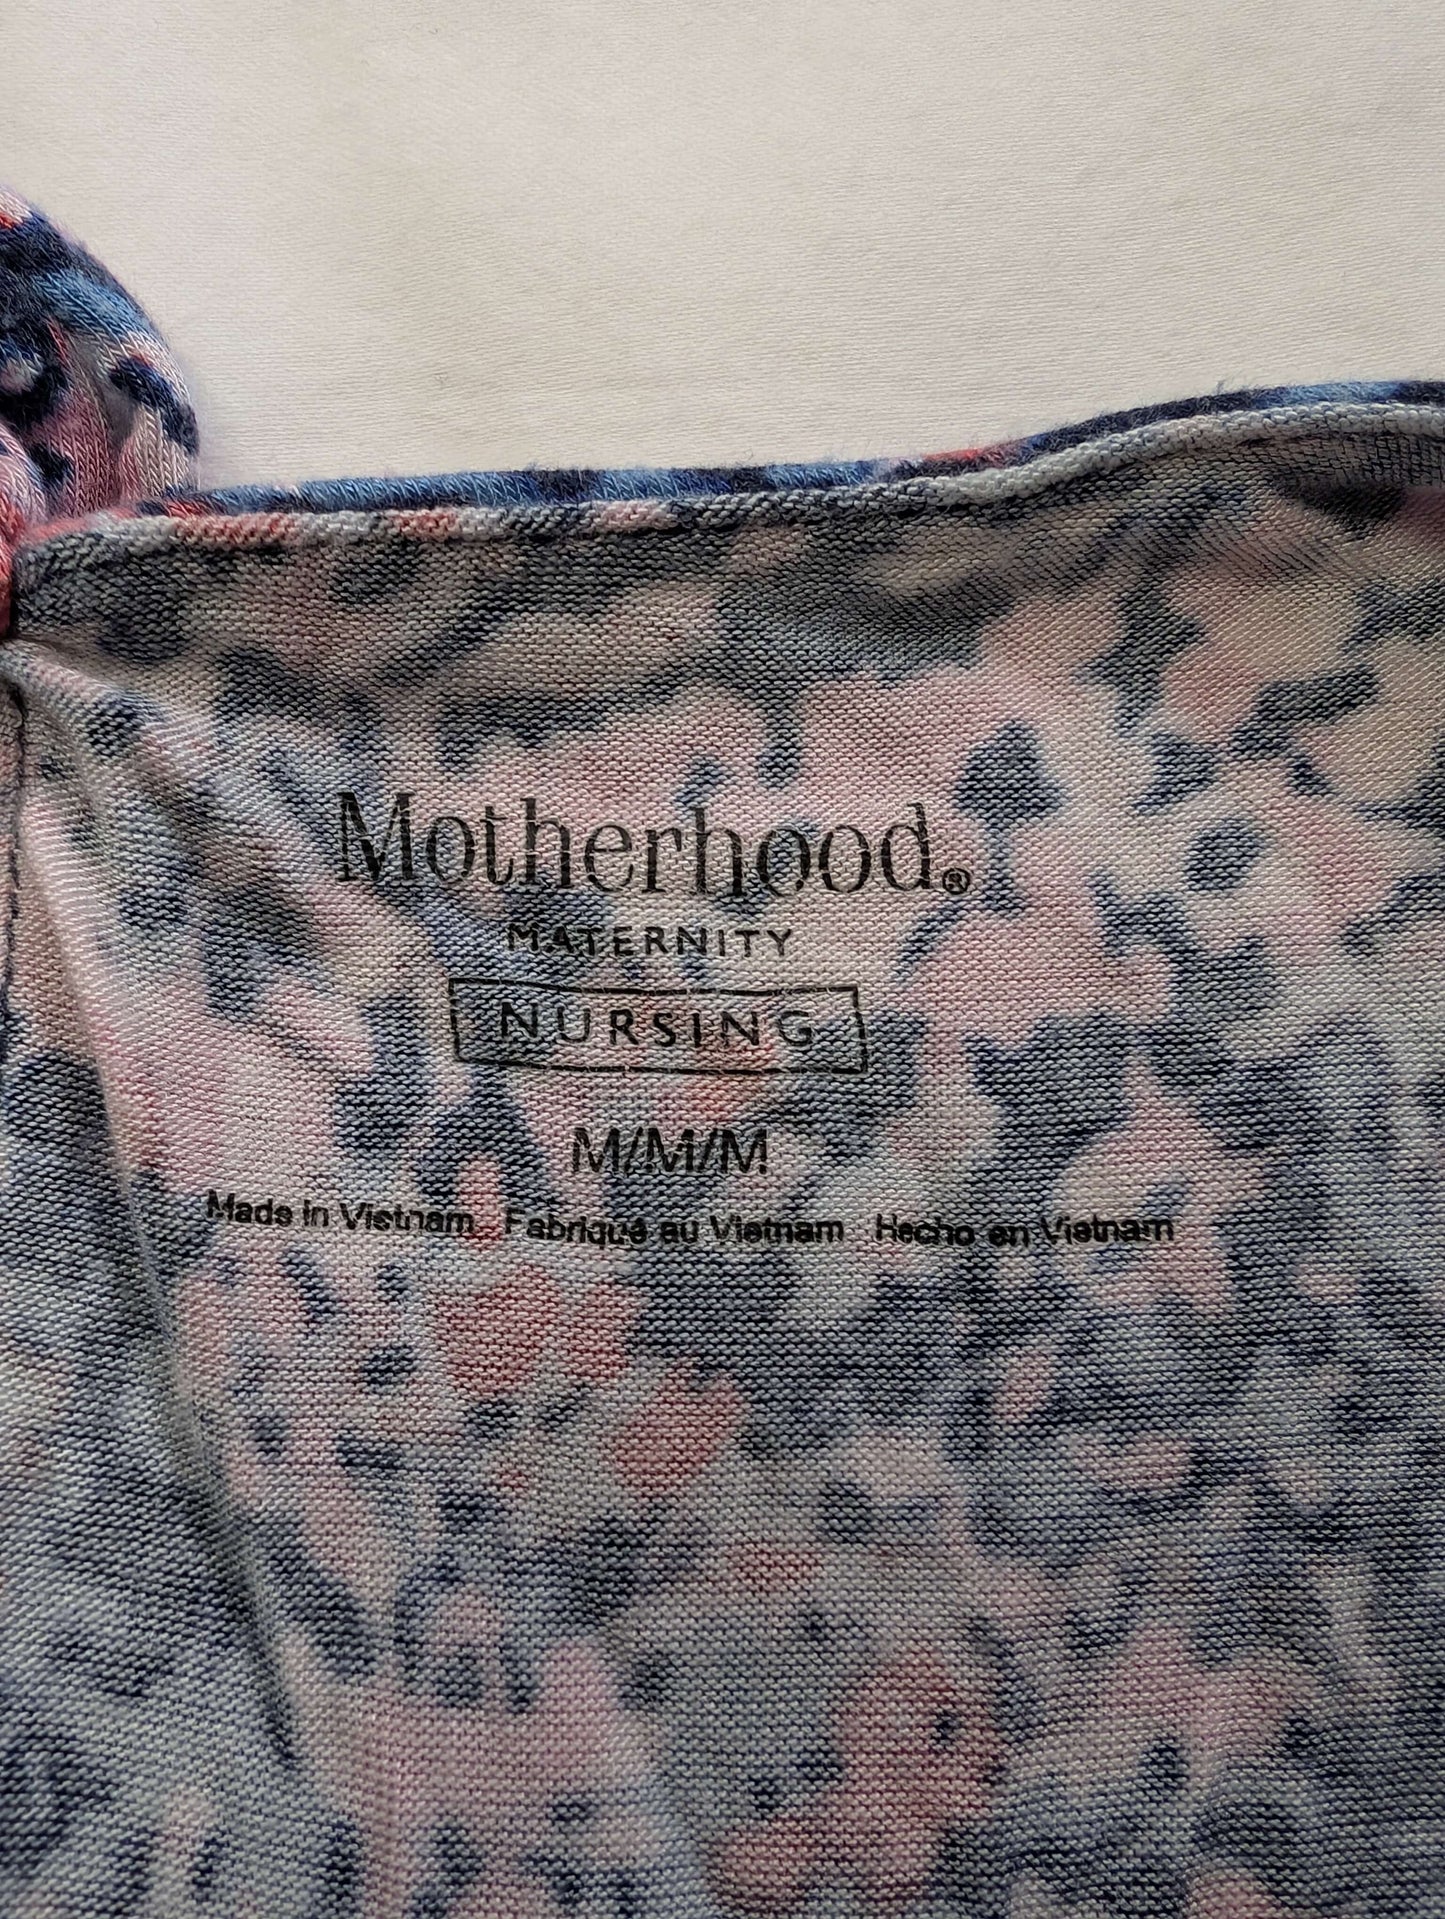 Motherhood®
MATERNITY
NURSING
M/M/M
Made in Vietnam Fabriqué au Vietnam Hecho en Vietnam